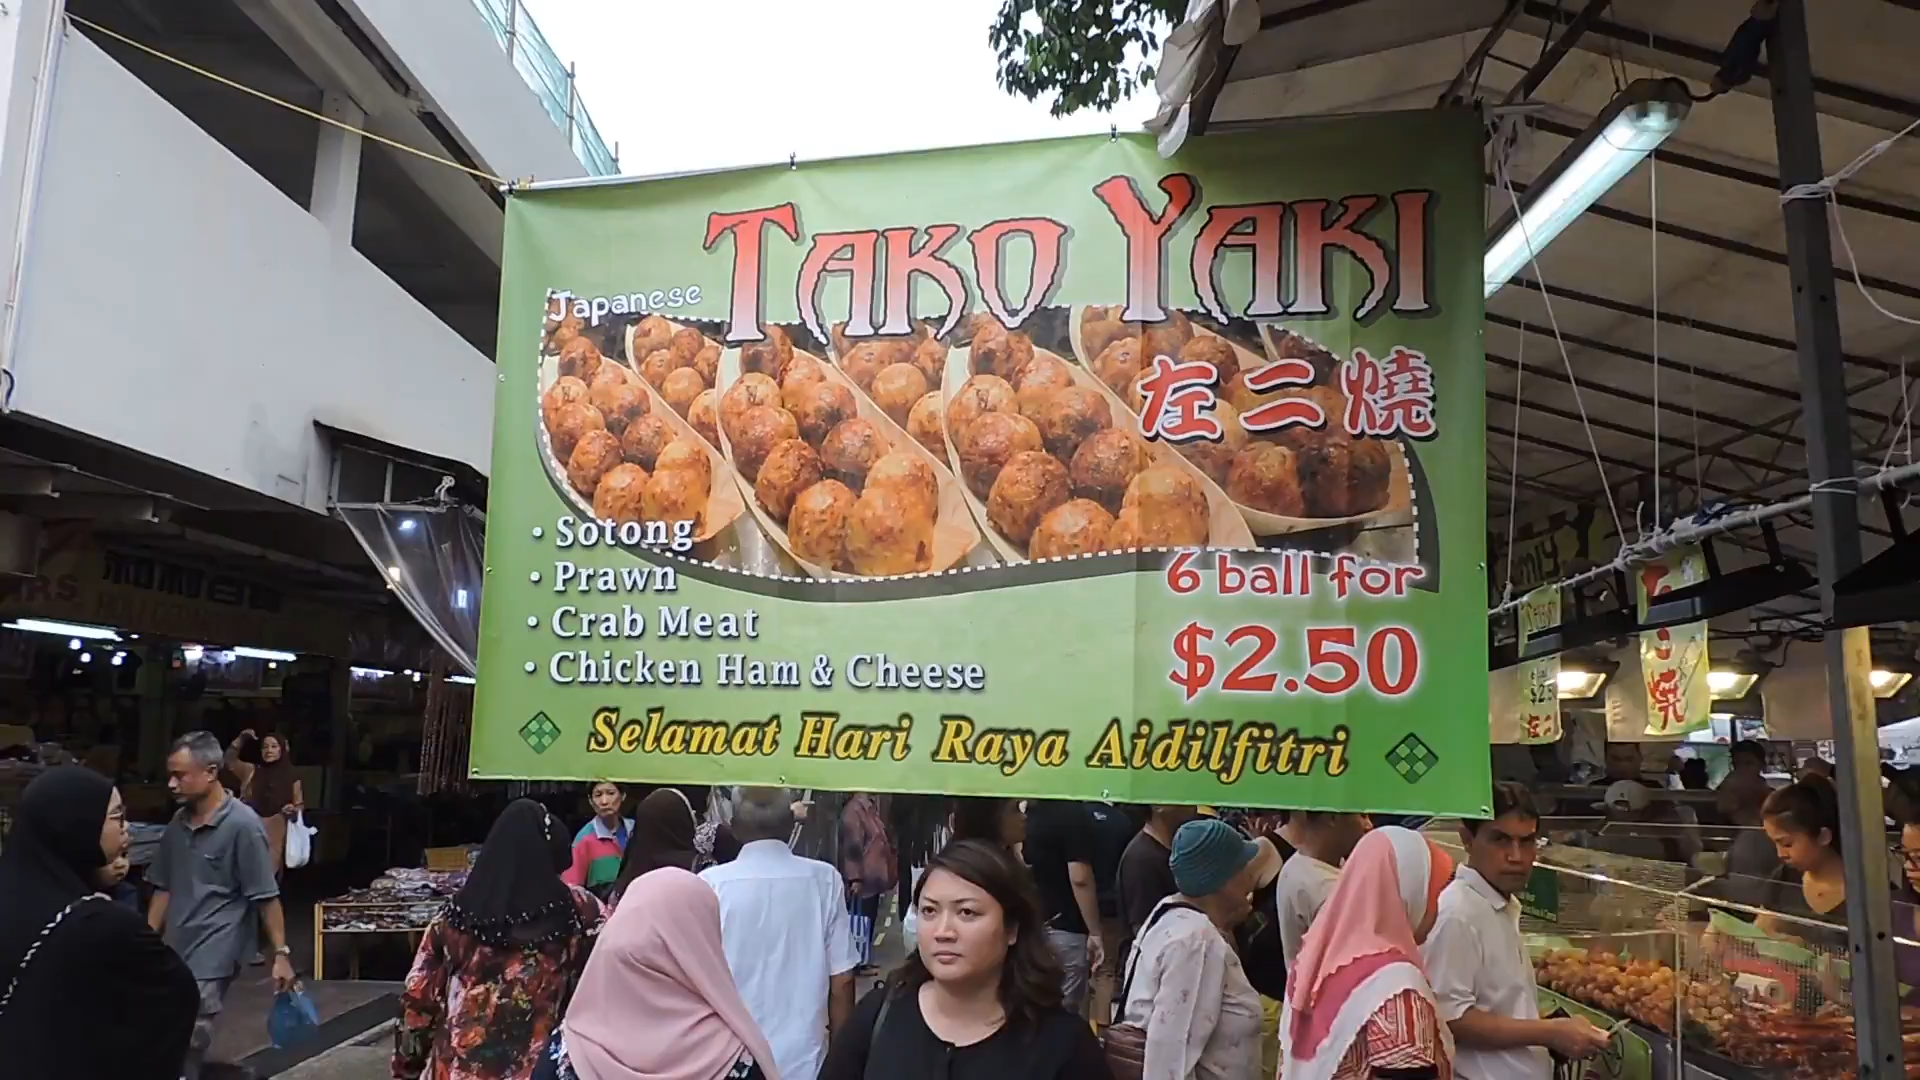 Japanese TAKO YAKI
左二燒
• Sotong
• Prawn
• Crab Meat
• Chicken Ham & Cheese
6 ball for
$2.50
Selamat Hari Raya Aidilfitri